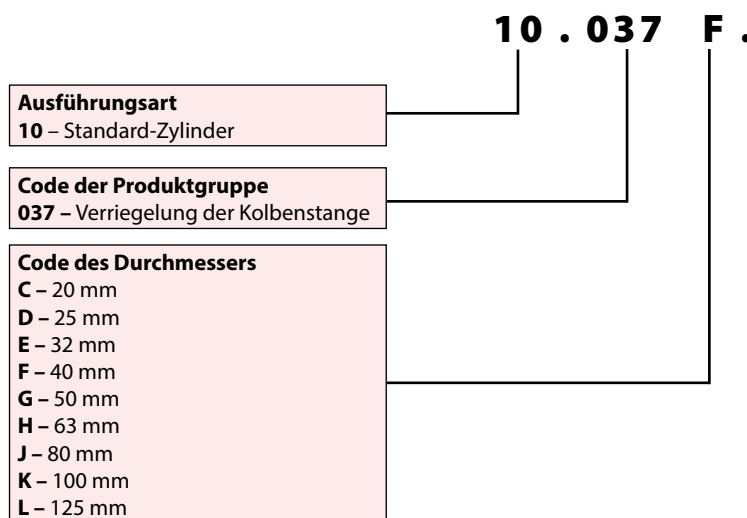 10 . 037 F .
Ausführungsart
10 – Standard-Zylinder
Code der Produktgruppe
037 – Verriegelung der Kolbenstange
Code des Durchmessers
C – 20 mm
D – 25 mm
E – 32 mm
F – 40 mm
G – 50 mm
H – 63 mm
J – 80 mm
K – 100 mm
L – 125 mm